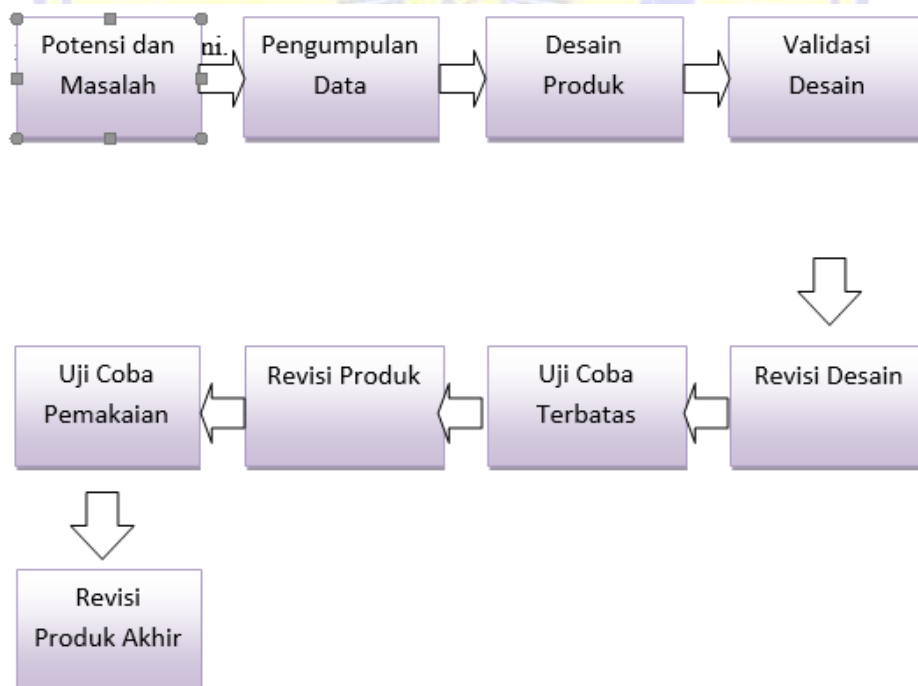 Potensi dan
Masalah
ni.
Pengumpulan
Data
Desain
Produk
Validasi
Desain
Revisi Desain
Uji Coba
Terbatas
Revisi Produk
Uji Coba
Pemakaian
Revisi
Produk Akhir